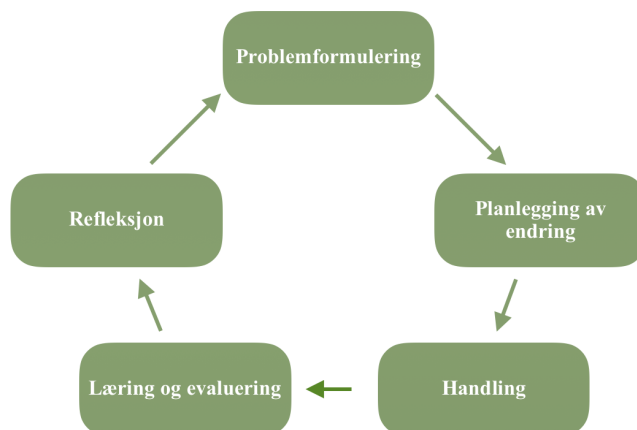 Problemformulering
Planlegging av
endring
Handling
Læring og evaluering
Refleksjon